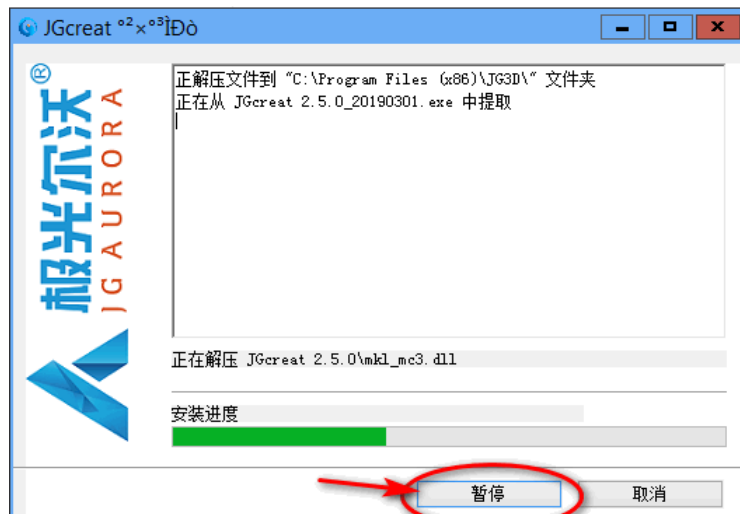 JGcreat °²×°³ÌÐò
极光尔沃®
JGAURORA
正解压文件到 "C:\Program Files (x86)\JG3D\" 文件夹
正在从 JGcreat 2.5.0_20190301.exe 中提取
正在解压 JGcreat 2.5.0\mkl_mc3.dll
安装进度
暂停
取消